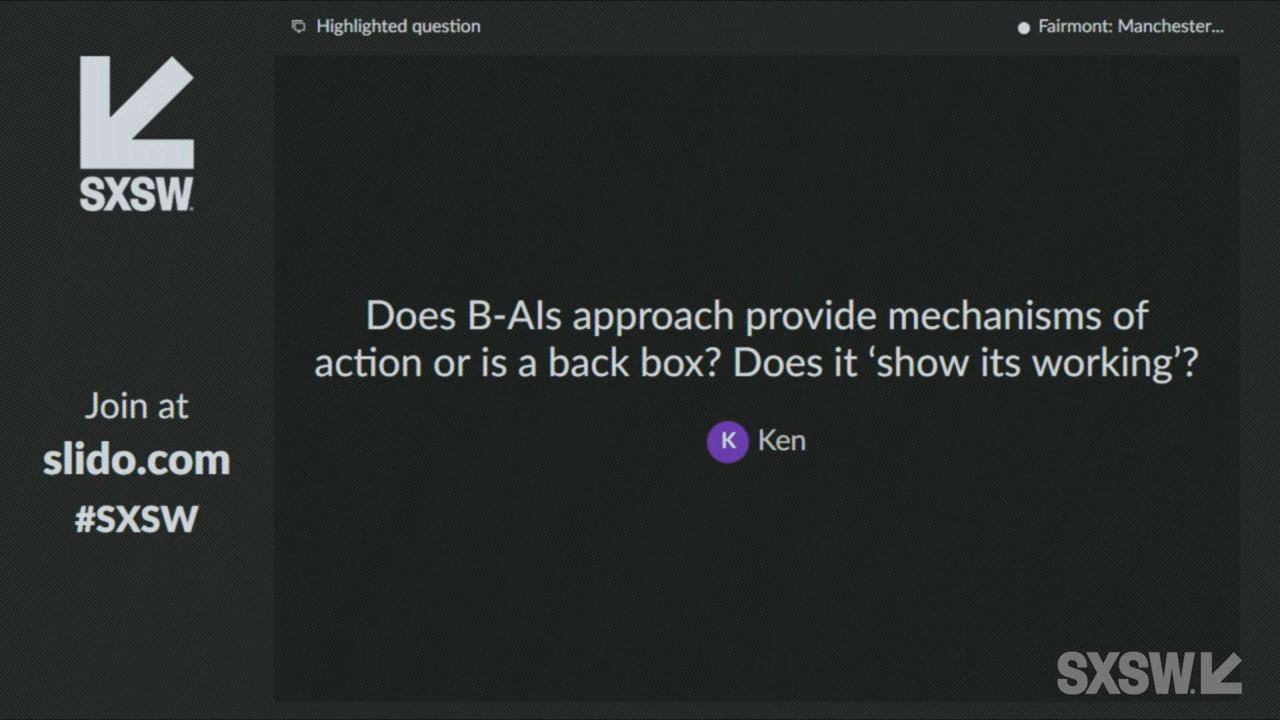 Highlighted question
Fairmont: Manchester...
SXSW.
Does B-AIs approach provide mechanisms of
action or is a back box? Does it ‘show its working’?
K Ken
Join at
slido.com
#SXSW
SXSW.